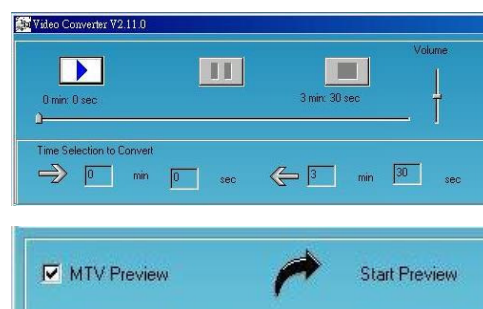 Video Converter V2.11.0
Volume
0 min: 0 sec
3 min: 30 sec
Time Selection to Convert
0 min 0 sec 3 min 30 sec
MTV Preview Start Preview